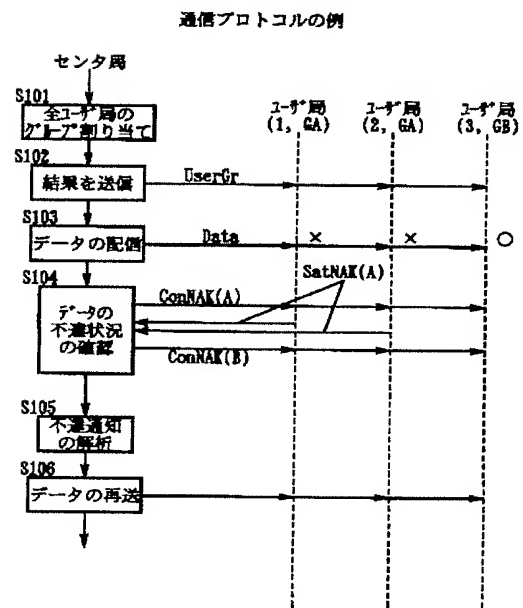 通信プロトコルの例
センタ局
S101
全ユーザ局の
グループ割り当て
ユーザ局
(1, GA)
ユーザ局
(2, GA)
ユーザ局
(3, GB)
S102
結果を送信
UserGr
S103
データの配信
Data
×
×
○
S104
データの
不達状況
の確認
SatNAK(A)
ConNAK(A)
ConNAK(B)
S105
不達通知
の解析
S106
データの再送